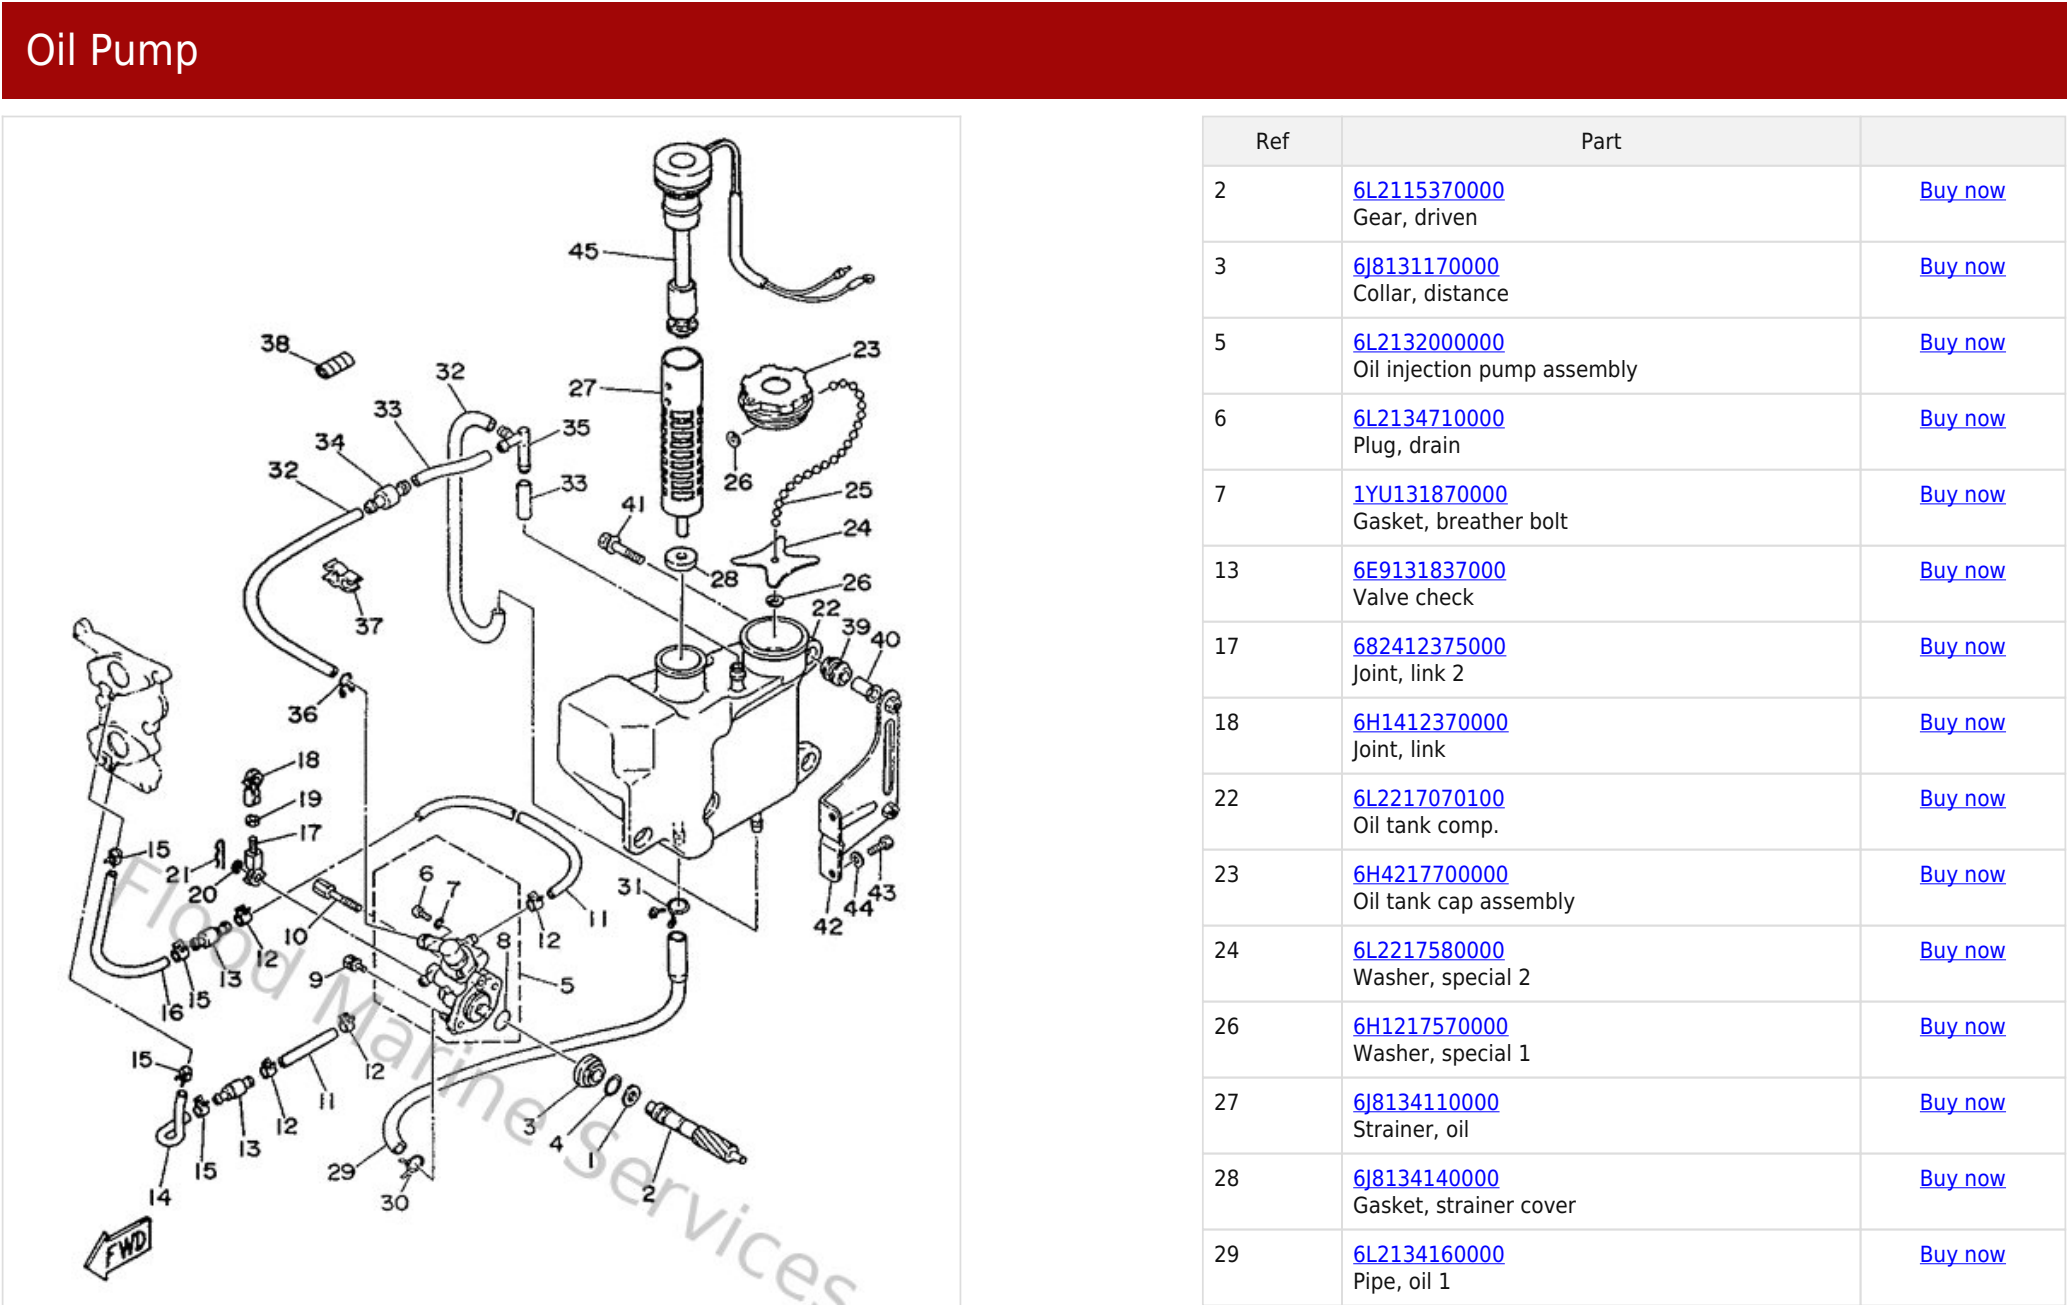 Oil Pump
45
38
32
23
27
33
35
34
26
32
33
25
41
24
28
26
22
39
40
37
36
18
19
15
17
21
20
6
7
31
43
44
42
11
12
10
8
12
13
9
5
15
16
15
12
11
12
13
3
4
1
15
29
2
14
30
FWD
Flood Marine Services
Ref Part
2 6L2115370000 Buy now
Gear, driven
3 6J8131170000 Buy now
Collar, distance
5 6L2132000000 Buy now
Oil injection pump assembly
6 6L2134710000 Buy now
Plug, drain
7 1YU131870000 Buy now
Gasket, breather bolt
13 6E9131837000 Buy now
Valve check
17 682412375000 Buy now
Joint, link 2
18 6H1412370000 Buy now
Joint, link
22 6L2217070100 Buy now
Oil tank comp.
23 6H4217700000 Buy now
Oil tank cap assembly
24 6L2217580000 Buy now
Washer, special 2
26 6H1217570000 Buy now
Washer, special 1
27 6J8134110000 Buy now
Strainer, oil
28 6J8134140000 Buy now
Gasket, strainer cover
29 6L2134160000 Buy now
Pipe, oil 1